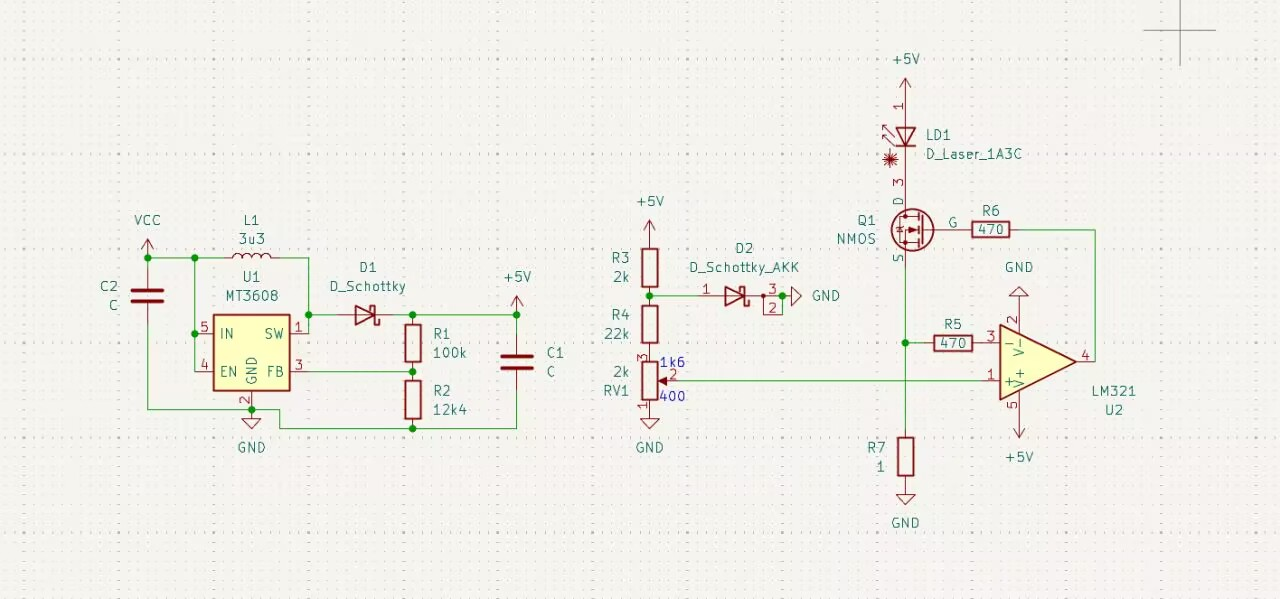 VCC
C2
C
L1
3u3
U1
MT3608
5
IN
SW
1
4
EN
GND
FB
3
2
GND
D1
D_Schottky
R1
100k
R2
12k4
+5V
C1
C
+5V
R3
2k
R4
22k
3
2k
RV1
1k6
2
400
1
GND
D2
D_Schottky_AKK
1
3
2
GND
+5V
1
LD1
D_Laser_1A3C
3
D
Q1
NMOS
G
S
R6
470
GND
2
R5
470
3
-
V-
4
1
+
V+
5
+5V
LM321
U2
R7
1
GND